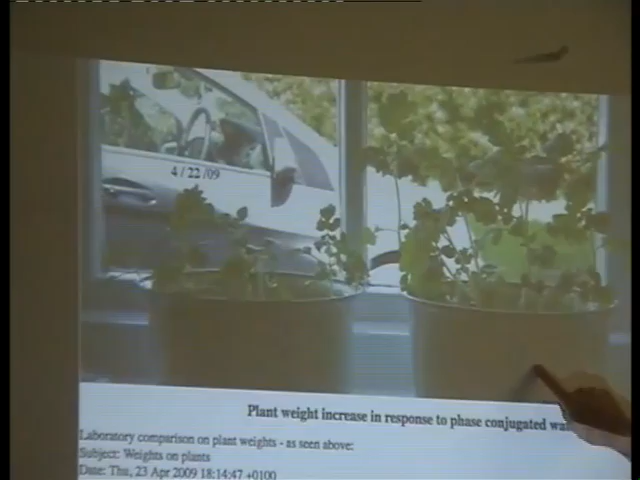 4/22/09
Plant weight increase in response to phase conjugated
Laboratory comparison on plant weights - as seen above:
Subject: Weights on plants
Date: Thu, 23 Apr 2009 18:14:47 +0100